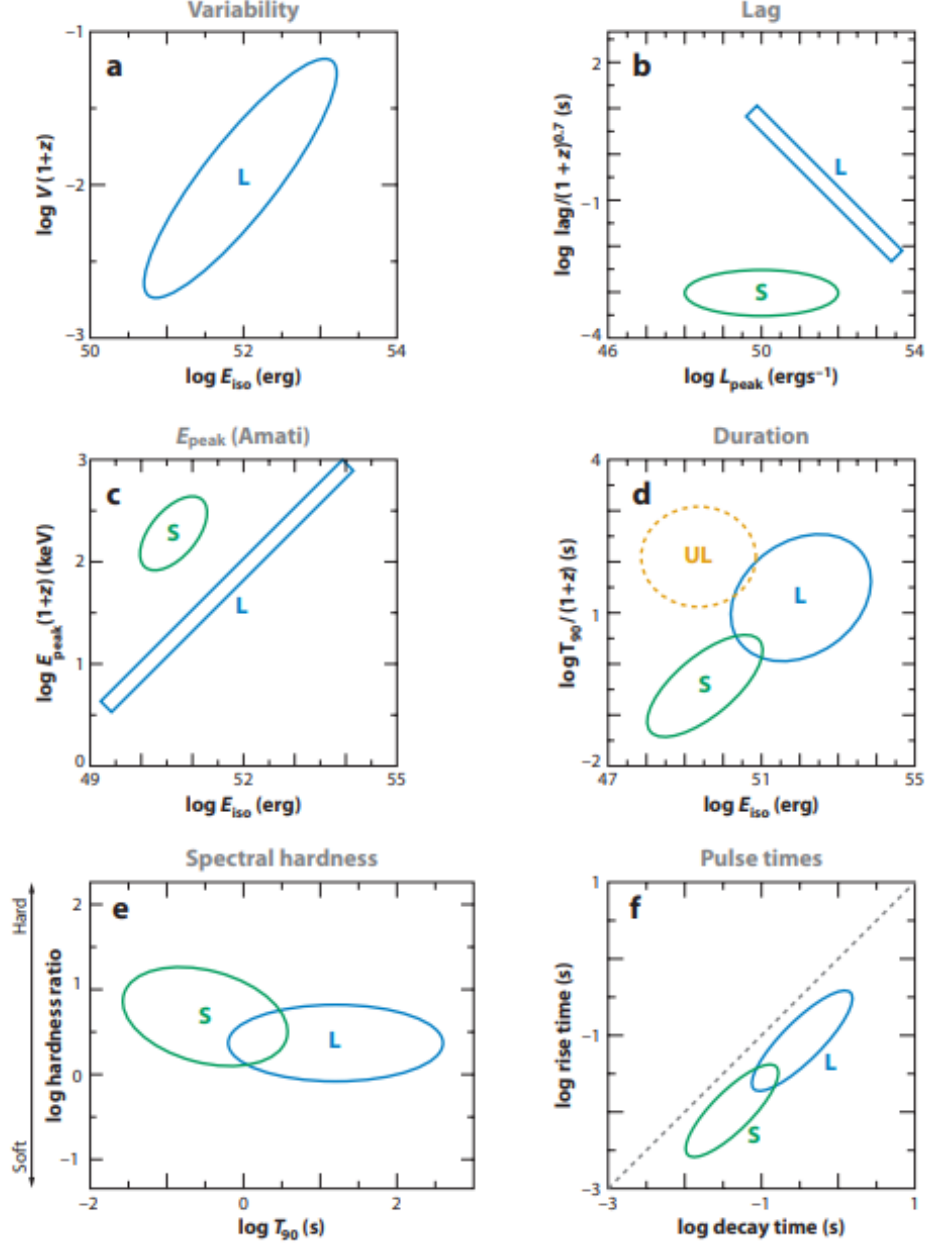 Variability
a
−1
−2
−3
50
52
54
L
log V(1+z)
log Eiso (erg)
Lag
b
2
−1
−4
46
50
54
L
S
log lag/(1 + z)^0.7 (s)
log Lpeak (ergs⁻¹)
Epeak (Amati)
c
3
2
1
0
49
52
55
S
L
log Epeak(1+z) (keV)
log Eiso (erg)
Duration
d
4
1
−2
47
51
55
UL
L
S
log T90/(1+z) (s)
log Eiso (erg)
Spectral hardness
e
2
1
0
−1
−2
0
2
Hard
Soft
S
L
log hardness ratio
log T90 (s)
Pulse times
f
1
−1
−3
−3
−1
1
L
S
log rise time (s)
log decay time (s)